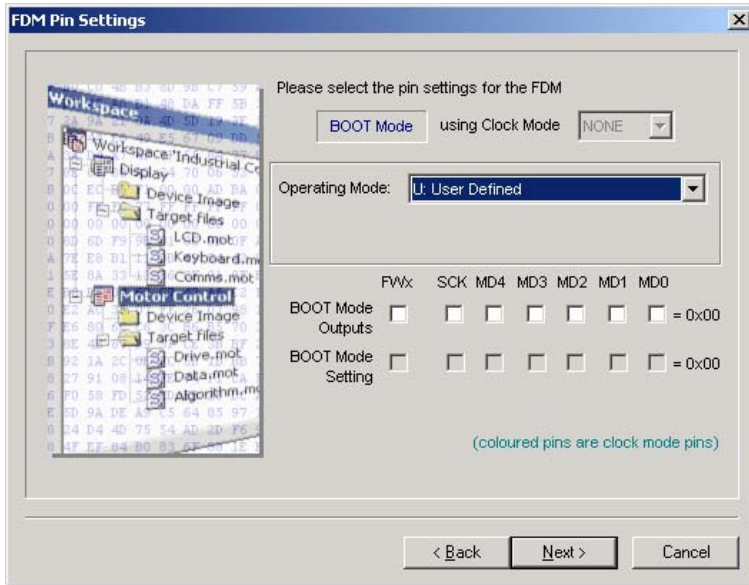 FDM Pin Settings
Please select the pin settings for the FDM
BOOT Mode using Clock Mode NONE
Operating Mode: U: User Defined
FWx SCK MD4 MD3 MD2 MD1 MD0
BOOT Mode Outputs = 0x00
BOOT Mode Setting = 0x00
(coloured pins are clock mode pins)
< Back Next > Cancel
Workspace
Workspace 'Industrial Co
Display
Device Image
Target files
LCD.mot
Keyboard.m
Comms.mot
Motor Control
Device Image
Target files
Drive.mot
Data.mot
Algorithm.mo